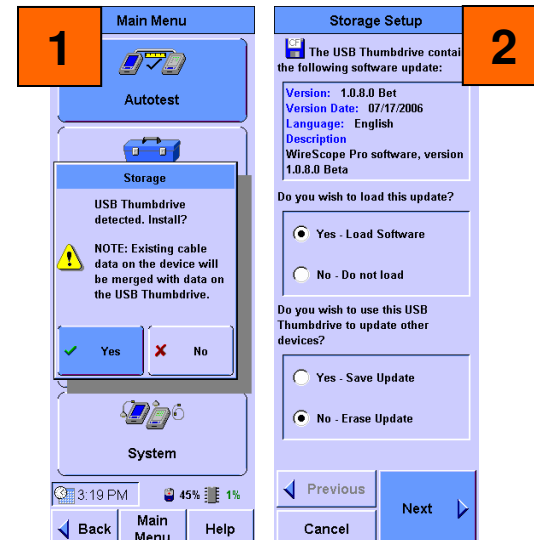 1
Main Menu
Autotest
Storage
USB Thumbdrive
detected. Install?
NOTE: Existing cable
data on the device will
be merged with data on
the USB Thumbdrive.
Yes
No
System
3:19 PM
45%
1%
Back
Main
Menu
Help
2
Storage Setup
CF
The USB Thumbdrive contai
the following software update:
Version: 1.0.8.0 Bet
Version Date: 07/17/2006
Language: English
Description
WireScope Pro software, version
1.0.8.0 Beta
Do you wish to load this update?
Yes - Load Software
No - Do not load
Do you wish to use this USB
Thumbdrive to update other
devices?
Yes - Save Update
No - Erase Update
Previous
Next
Cancel